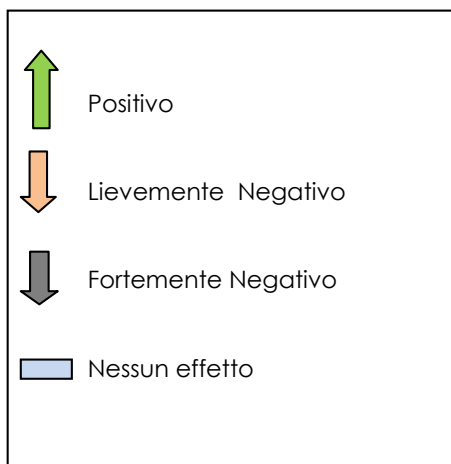 Positivo
Lievemente  Negativo
Fortemente Negativo
Nessun effetto